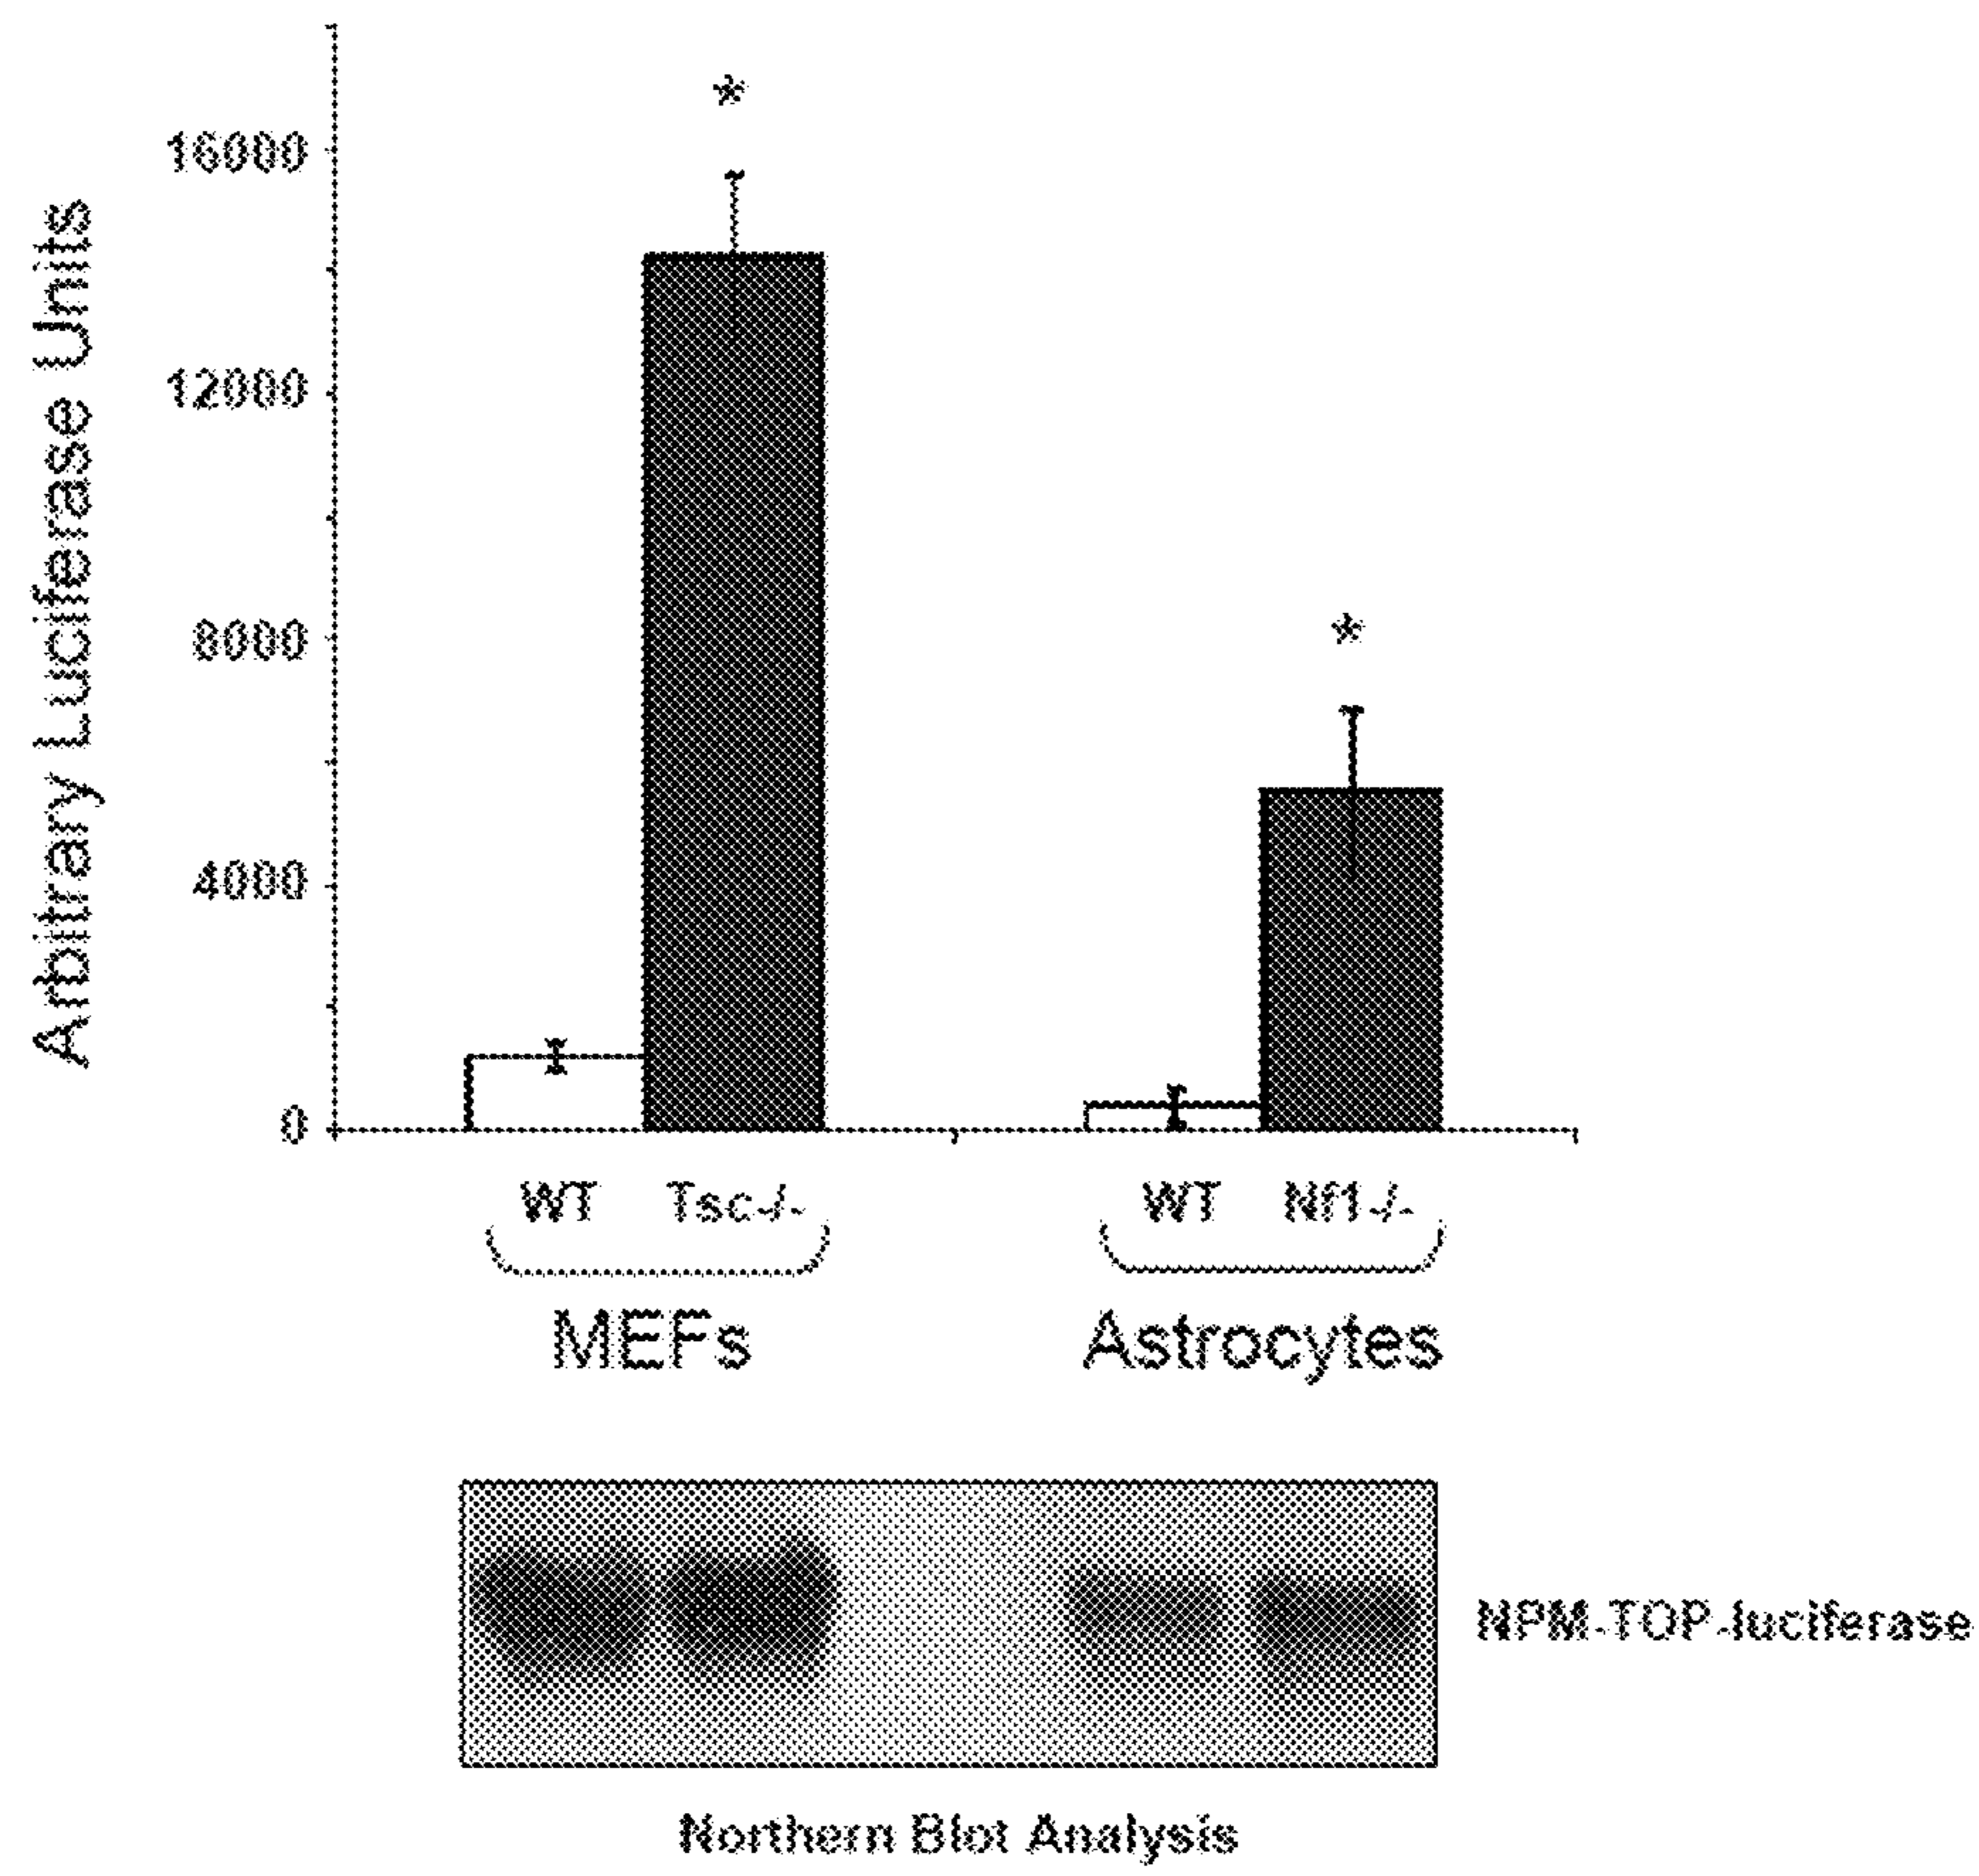 Arbitrary Luciferase Units
16000
12000
8000
4000
0
*
*
WT Tsc-/- WT Nf1-/-
MEFs Astrocytes
NPM-TOP-luciferase
Northern Blot Analysis